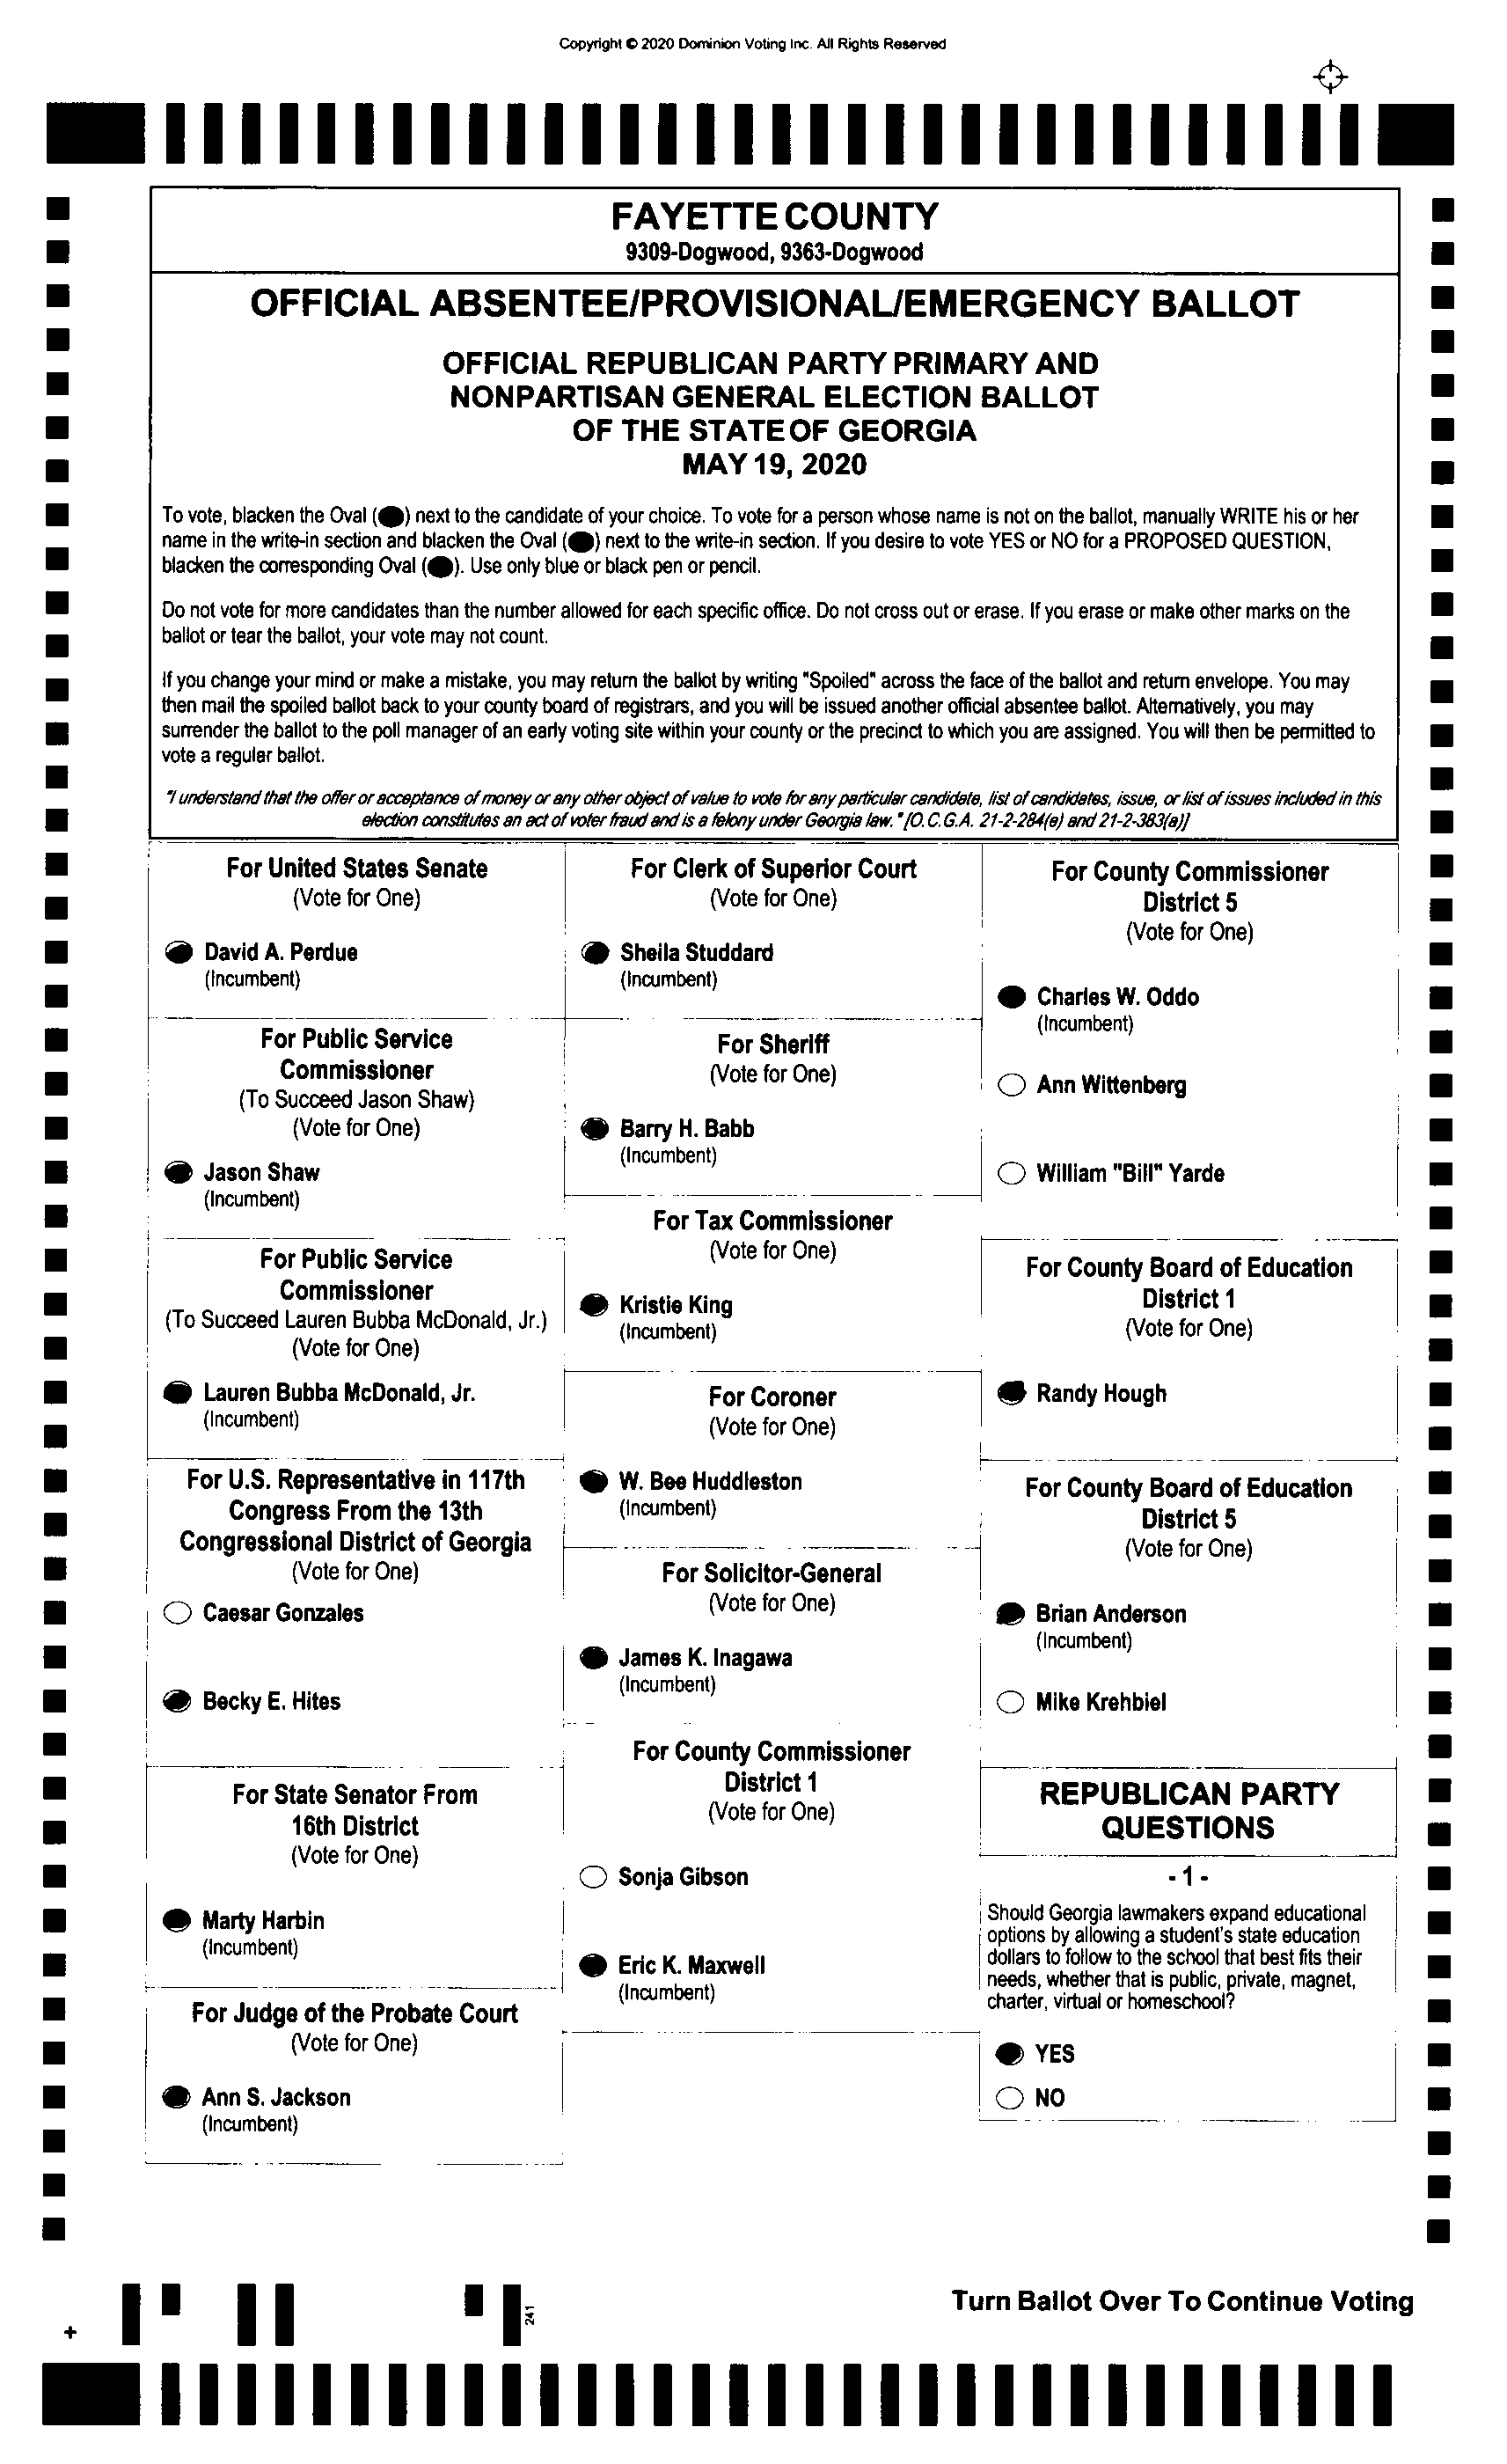 Copyright © 2020 Dominion Voting Inc. All Rights Reserved
FAYETTE COUNTY
9309-Dogwood, 9363-Dogwood
OFFICIAL ABSENTEE/PROVISIONAL/EMERGENCY BALLOT
OFFICIAL REPUBLICAN PARTY PRIMARY AND
NONPARTISAN GENERAL ELECTION BALLOT
OF THE STATE OF GEORGIA
MAY 19, 2020
To vote, blacken the Oval (⬬) next to the candidate of your choice. To vote for a person whose name is not on the ballot, manually WRITE his or her
name in the write-in section and blacken the Oval (⬬) next to the write-in section. If you desire to vote YES or NO for a PROPOSED QUESTION,
blacken the corresponding Oval (⬬). Use only blue or black pen or pencil.
Do not vote for more candidates than the number allowed for each specific office. Do not cross out or erase. If you erase or make other marks on the
ballot or tear the ballot, your vote may not count.
If you change your mind or make a mistake, you may return the ballot by writing "Spoiled" across the face of the ballot and return envelope. You may
then mail the spoiled ballot back to your county board of registrars, and you will be issued another official absentee ballot. Alternatively, you may
surrender the ballot to the poll manager of an early voting site within your county or the precinct to which you are assigned. You will then be permitted to
vote a regular ballot.
"I understand that the offer or acceptance of money or any other object of value to vote for any particular candidate, list of candidates, issue, or list of issues included in this
election constitutes an act of voter fraud and is a felony under Georgia law." [O.C.G.A. 21-2-284(e) and 21-2-383(a)]
For United States Senate
(Vote for One)
David A. Perdue
(Incumbent)
For Public Service
Commissioner
(To Succeed Jason Shaw)
(Vote for One)
Jason Shaw
(Incumbent)
For Public Service
Commissioner
(To Succeed Lauren Bubba McDonald, Jr.)
(Vote for One)
Lauren Bubba McDonald, Jr.
(Incumbent)
For U.S. Representative in 117th
Congress From the 13th
Congressional District of Georgia
(Vote for One)
Caesar Gonzales
Becky E. Hites
For State Senator From
16th District
(Vote for One)
Marty Harbin
(Incumbent)
For Judge of the Probate Court
(Vote for One)
Ann S. Jackson
(Incumbent)
For Clerk of Superior Court
(Vote for One)
Sheila Studdard
(Incumbent)
For Sheriff
(Vote for One)
Barry H. Babb
(Incumbent)
For Tax Commissioner
(Vote for One)
Kristie King
(Incumbent)
For Coroner
(Vote for One)
W. Bee Huddleston
(Incumbent)
For Solicitor-General
(Vote for One)
James K. Inagawa
(Incumbent)
For County Commissioner
District 1
(Vote for One)
Sonja Gibson
Eric K. Maxwell
(Incumbent)
For County Commissioner
District 5
(Vote for One)
Charles W. Oddo
(Incumbent)
Ann Wittenberg
William "Bill" Yarde
For County Board of Education
District 1
(Vote for One)
Randy Hough
For County Board of Education
District 5
(Vote for One)
Brian Anderson
(Incumbent)
Mike Krehbiel
REPUBLICAN PARTY
QUESTIONS
- 1 -
Should Georgia lawmakers expand educational
options by allowing a student's state education
dollars to follow to the school that best fits their
needs, whether that is public, private, magnet,
charter, virtual or homeschool?
YES
NO
Turn Ballot Over To Continue Voting
241
+